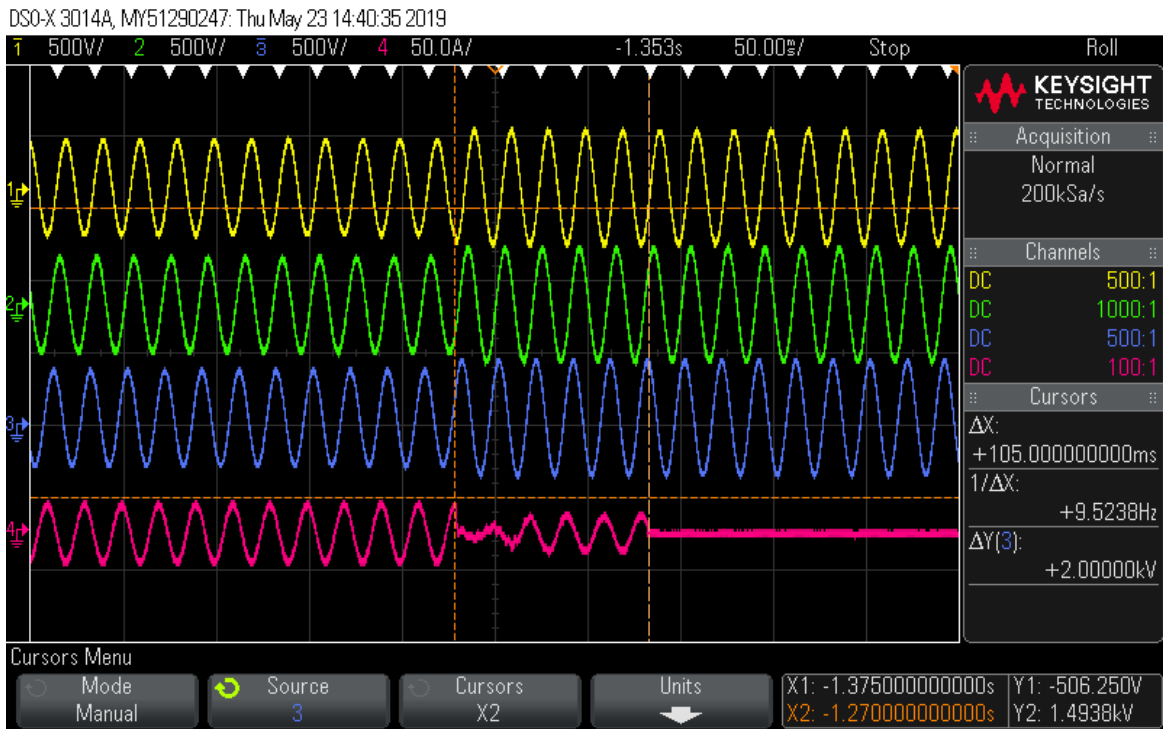 DSO-X 3014A, MY51290247: Thu May 23 14:40:35 2019
1 500V/ 2 500V/ 3 500V/ 4 50.0A/ -1.353s 50.00ms/ Stop Roll
KEYSIGHT
TECHNOLOGIES
Acquisition
Normal
200kSa/s
Channels
DC 500:1
DC 1000:1
DC 500:1
DC 100:1
Cursors
ΔX:
+105.000000000ms
1/ΔX:
+9.5238Hz
ΔY(3):
+2.00000kV
1
2
3
4
Cursors Menu
Mode
Manual
Source
3
Cursors
X2
Units
X1: -1.375000000000s Y1: -506.250V
X2: -1.270000000000s Y2: 1.4938kV